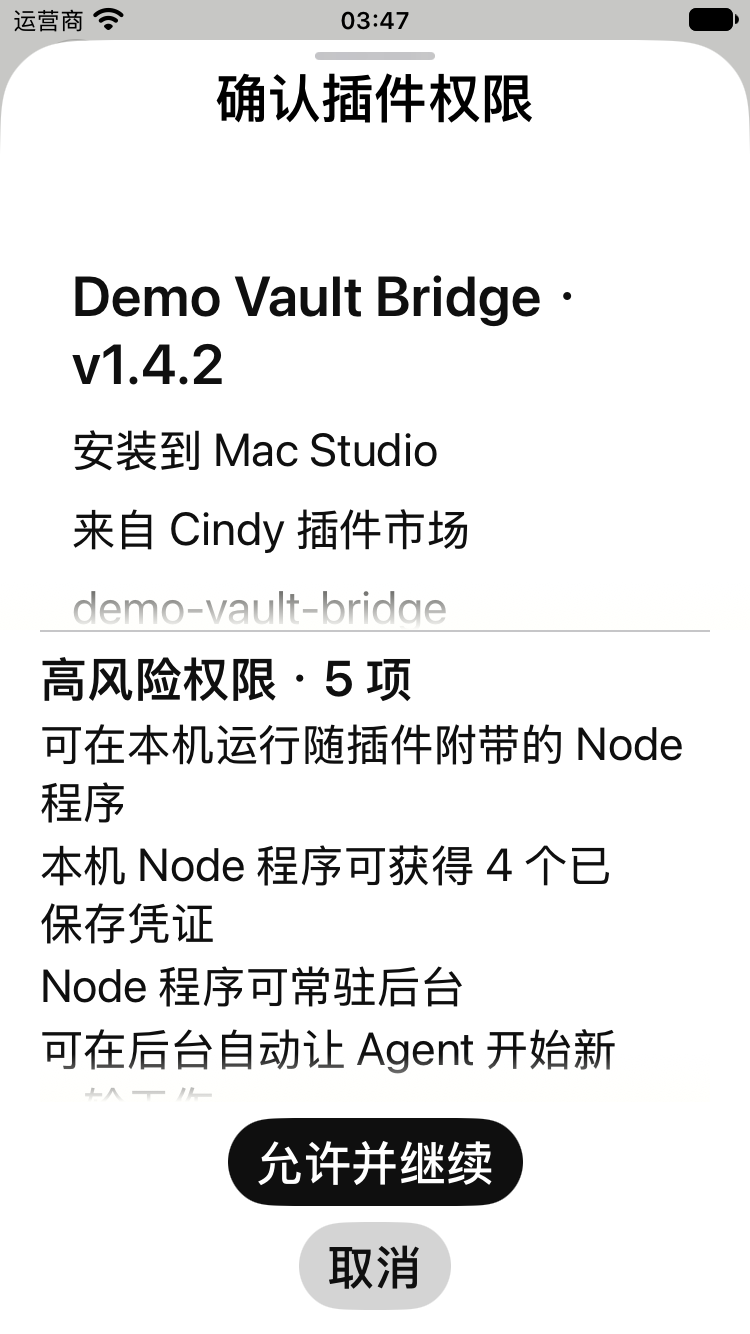 运营商
03:47
确认插件权限
Demo Vault Bridge ·
v1.4.2
安装到 Mac Studio
来自 Cindy 插件市场
demo-vault-bridge
高风险权限 · 5 项
可在本机运行随插件附带的 Node
程序
本机 Node 程序可获得 4 个已
保存凭证
Node 程序可常驻后台
可在后台自动让 Agent 开始新
允许并继续
取消